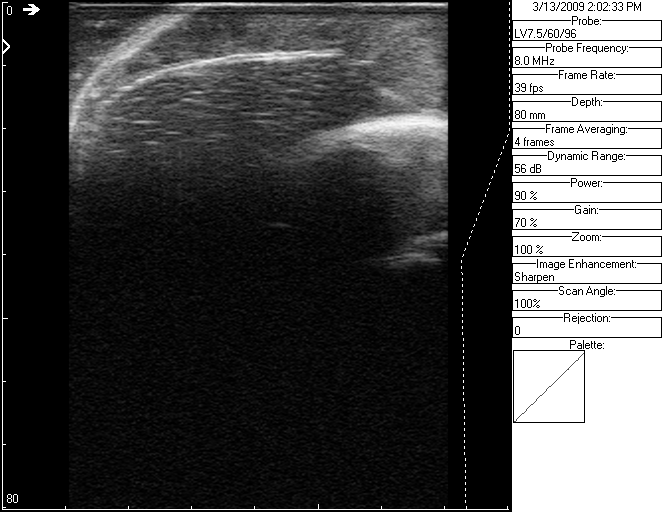 0
80
3/13/2009 2:02:33 PM
Probe:
LV7.5/60/96
Probe Frequency:
8.0 MHz
Frame Rate:
39 fps
Depth:
80 mm
Frame Averaging:
4 frames
Dynamic Range:
56 dB
Power:
90 %
Gain:
70 %
Zoom:
100 %
Image Enhancement:
Sharpen
Scan Angle:
100%
Rejection:
0
Palette: